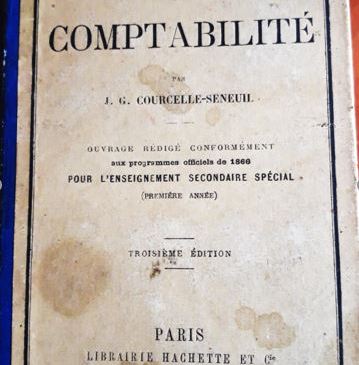 COMPTABILITÉ
PAR
J. G. COURCELLE-SENEUIL
OUVRAGE RÉDIGÉ CONFORMÉMENT
aux programmes officiels de 1866
POUR L'ENSEIGNEMENT SECONDAIRE SPÉCIAL
(PREMIÈRE ANNÉE)
TROISIÈME ÉDITION
PARIS
LIBRAIRIE HACHETTE ET Cie